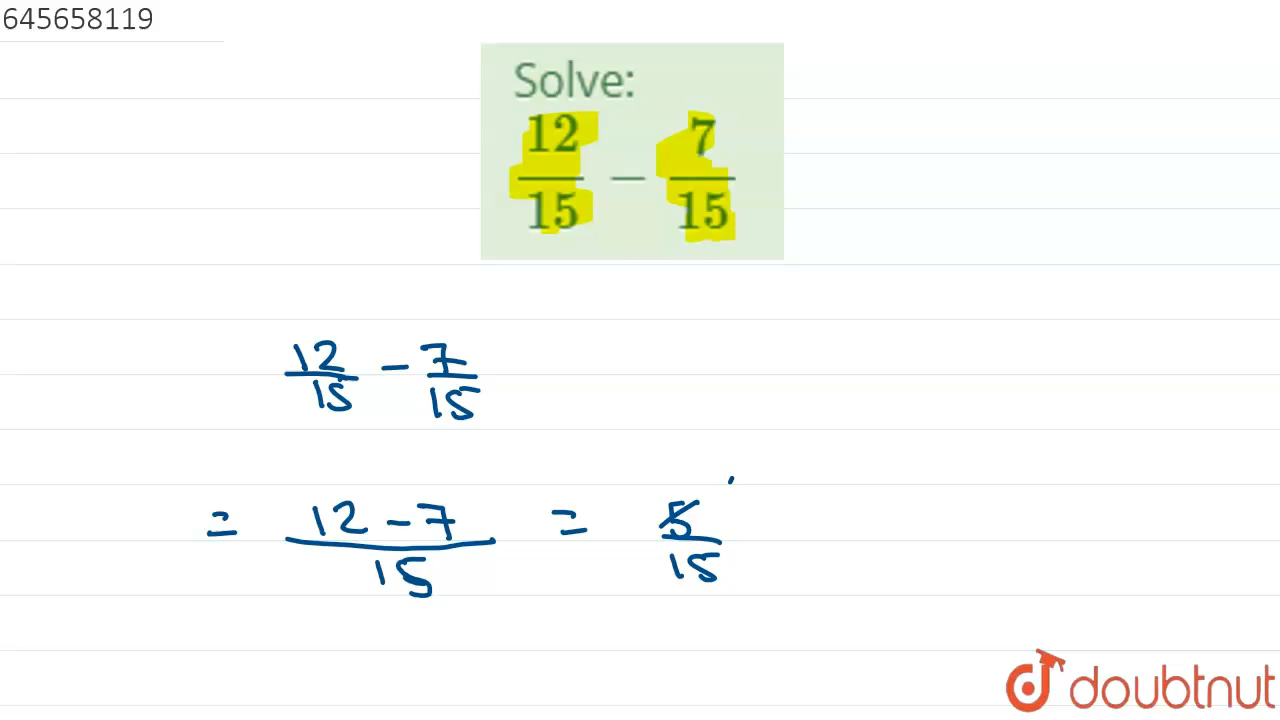 645658119
Solve:
12/15 − 7/15
12/15 − 7/15
= 12 − 7/15 = 5/15
doubtnut